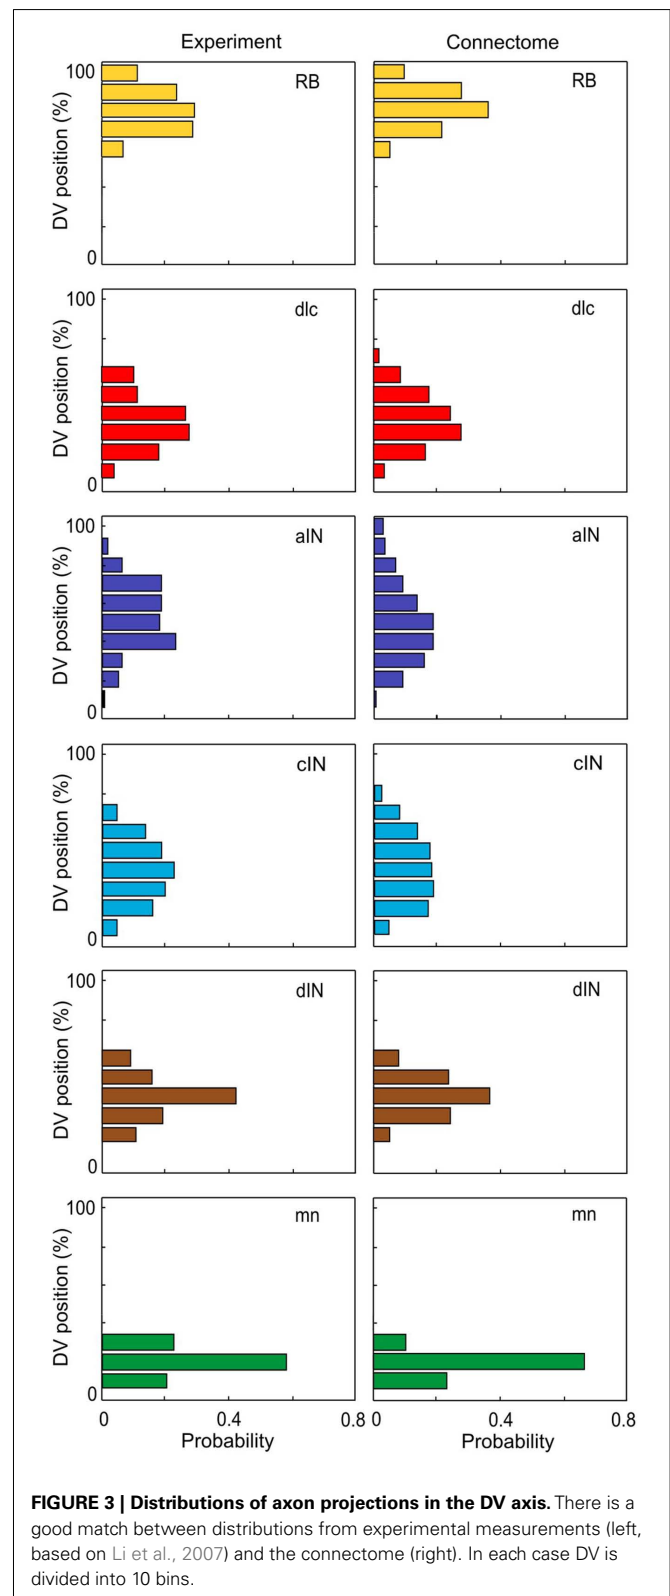 Experiment
Connectome
100
RB
RB
DV position (%)
0
100
dlc
dlc
DV position (%)
0
100
aIN
aIN
DV position (%)
0
100
cIN
cIN
DV position (%)
0
100
dIN
dIN
DV position (%)
0
100
mn
mn
DV position (%)
0
0 0.4 0.8 0 0.4 0.8
Probability
Probability
FIGURE 3 | Distributions of axon projections in the DV axis. There is a
good match between distributions from experimental measurements (left,
based on Li et al., 2007) and the connectome (right). In each case DV is
divided into 10 bins.